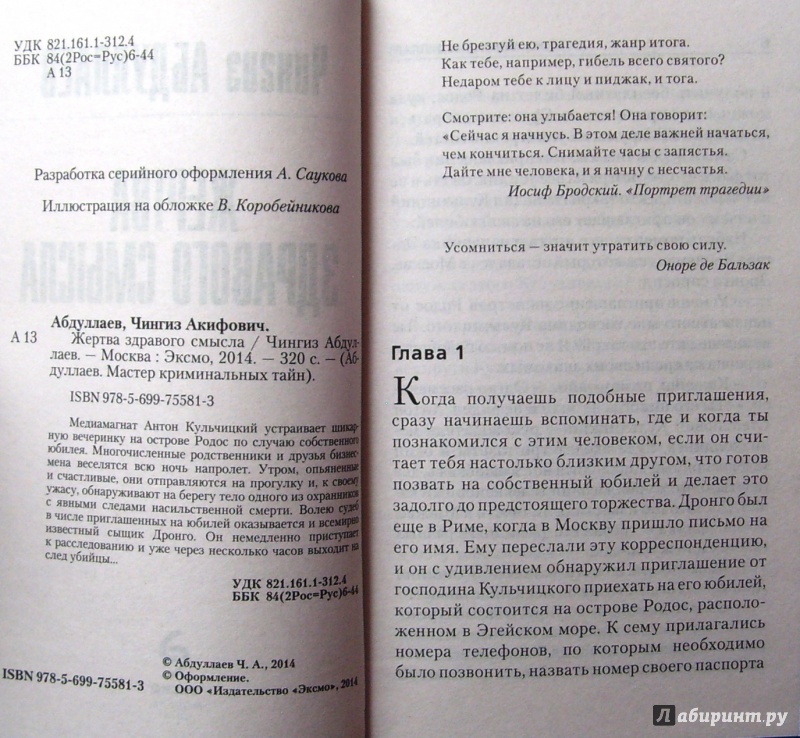 УДК 821.161.1-312.4
ББК 84(2Рос=Рус)6-44
А 13
Разработка серийного оформления А. Саукова
Иллюстрация на обложке В. Коробейникова
Абдуллаев, Чингиз Акифович.
А 13 Жертва здравого смысла / Чингиз Абдул-
лаев. — Москва : Эксмо, 2014. — 320 с. — (Аб-
дуллаев. Мастер криминальных тайн).
ISBN 978-5-699-75581-3
Медиамагнат Антон Кульчицкий устраивает шикар-
ную вечеринку на острове Родос по случаю собственного
юбилея. Многочисленные родственники и друзья бизнес-
мена веселятся всю ночь напролет. Утром, опьяненные
и счастливые, они отправляются на прогулку и, к своему
ужасу, обнаруживают на берегу тело одного из охранников
с явными следами насильственной смерти. Волею судеб
в числе приглашенных на юбилей оказывается и всемирно
известный сыщик Дронго. Он немедленно приступает
к расследованию и уже через несколько часов выходит на
след убийцы...
УДК 821.161.1-312.4
ББК 84(2Рос=Рус)6-44
© Абдуллаев Ч. А., 2014
© Оформление.
ООО «Издательство «Эксмо», 2014
ISBN 978-5-699-75581-3
Не брезгуй ею, трагедия, жанр итога.
Как тебе, например, гибель всего святого?
Недаром тебе к лицу и пиджак, и тога.
Смотрите: она улыбается! Она говорит:
«Сейчас я начнусь. В этом деле важней начаться,
чем кончиться. Снимайте часы с запястья.
Дайте мне человека, и я начну с несчастья.
Иосиф Бродский. «Портрет трагедии»
Усомниться — значит утратить свою силу.
Оноре де Бальзак
Глава 1
Когда получаешь подобные приглашения,
сразу начинаешь вспоминать, где и когда ты
познакомился с этим человеком, если он счи-
тает тебя настолько близким другом, что готов
позвать на собственный юбилей и делает это
задолго до предстоящего торжества. Дронго был
еще в Риме, когда в Москву пришло письмо на
его имя. Ему переслали эту корреспонденцию,
и он с удивлением обнаружил приглашение от
господина Кульчицкого приехать на его юбилей,
который состоится на острове Родос, располо-
женном в Эгейском море. К сему прилагались
номера телефонов, по которым необходимо
было позвонить, назвать номер своего паспорта
Лабиринт.ру